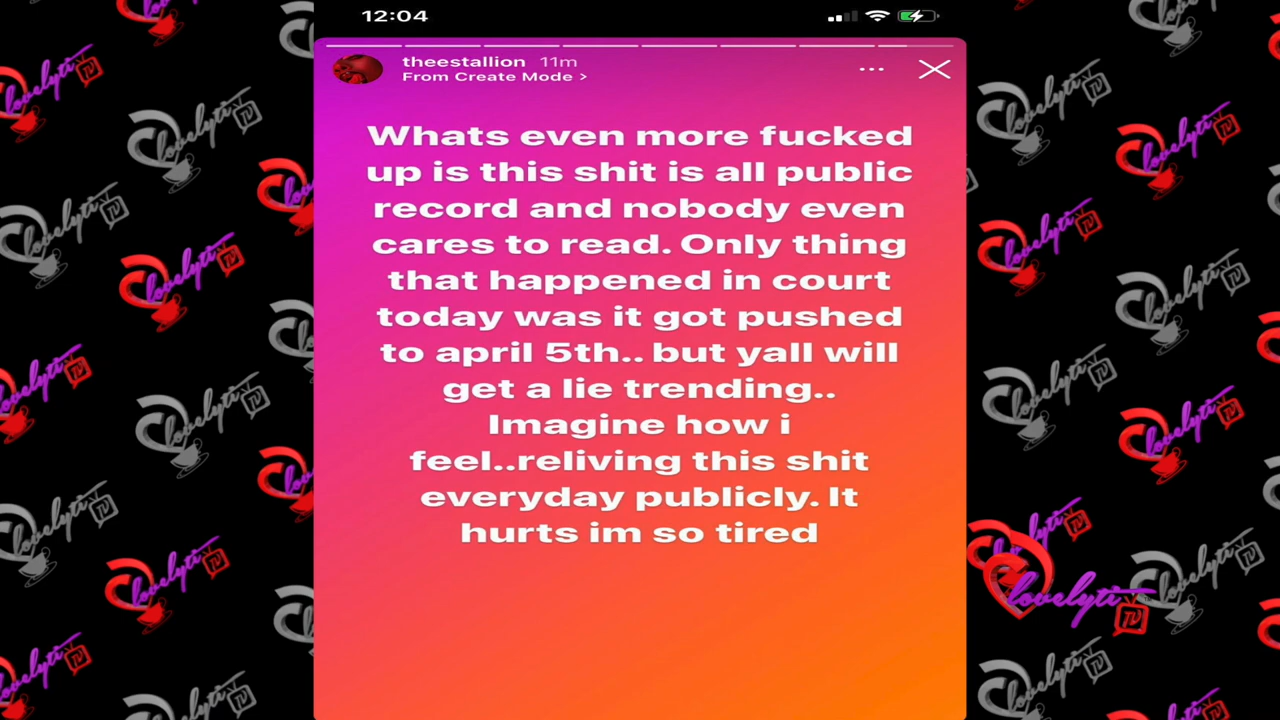 12:04
theestallion 11m
From Create Mode >
Whats even more fucked
up is this shit is all public
record and nobody even
cares to read. Only thing
that happened in court
today was it got pushed
to april 5th.. but yall will
get a lie trending..
Imagine how i
feel..reliving this shit
everyday publicly. It
hurts im so tired
lovelyti